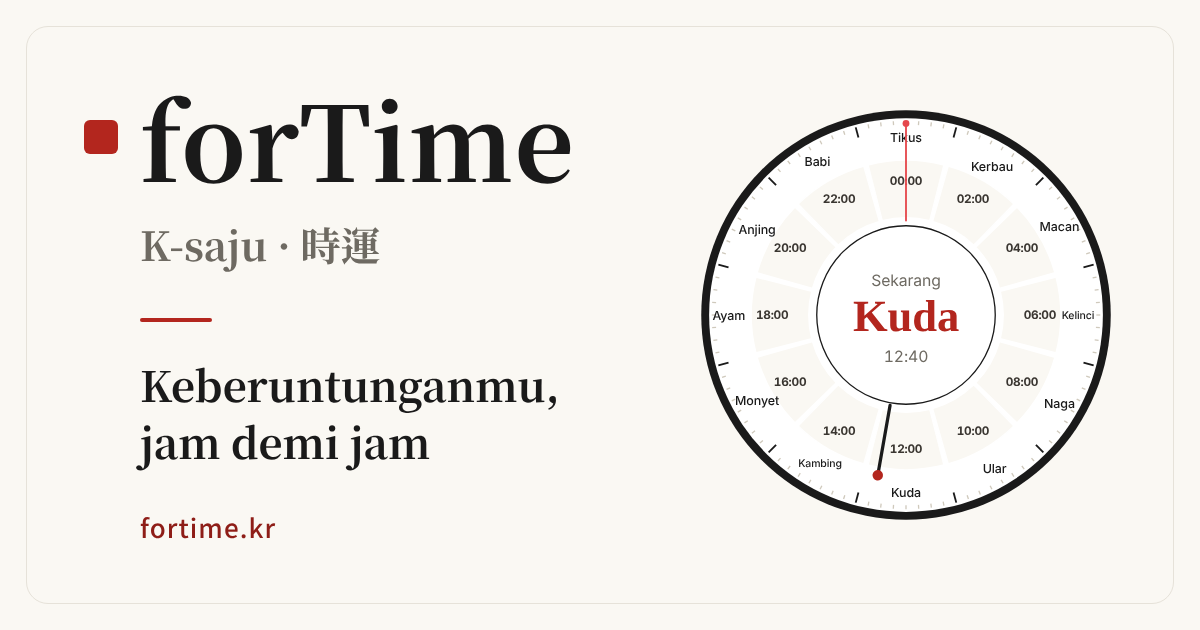 forTime
K-saju · 時運
Keberuntunganmu,
jam demi jam
fortime.kr
Tikus
Kerbau
Macan
Kelinci
Naga
Ular
Kuda
Kambing
Monyet
Ayam
Anjing
Babi
00:00
02:00
04:00
06:00
08:00
10:00
12:00
14:00
16:00
18:00
20:00
22:00
Sekarang
Kuda
12:40